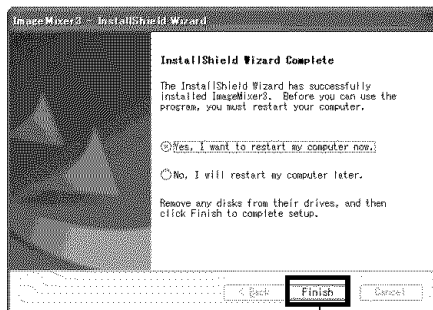 ImageMixer3 - InstallShield Wizard
InstallShield Wizard Complete
The InstallShield Wizard has successfully
installed ImageMixer3. Before you can use the
program, you must restart your computer.
Yes, I want to restart my computer now.
No, I will restart my computer later.
Remove any disks from their drives, and then
click Finish to complete setup.
< Back Finish Cancel